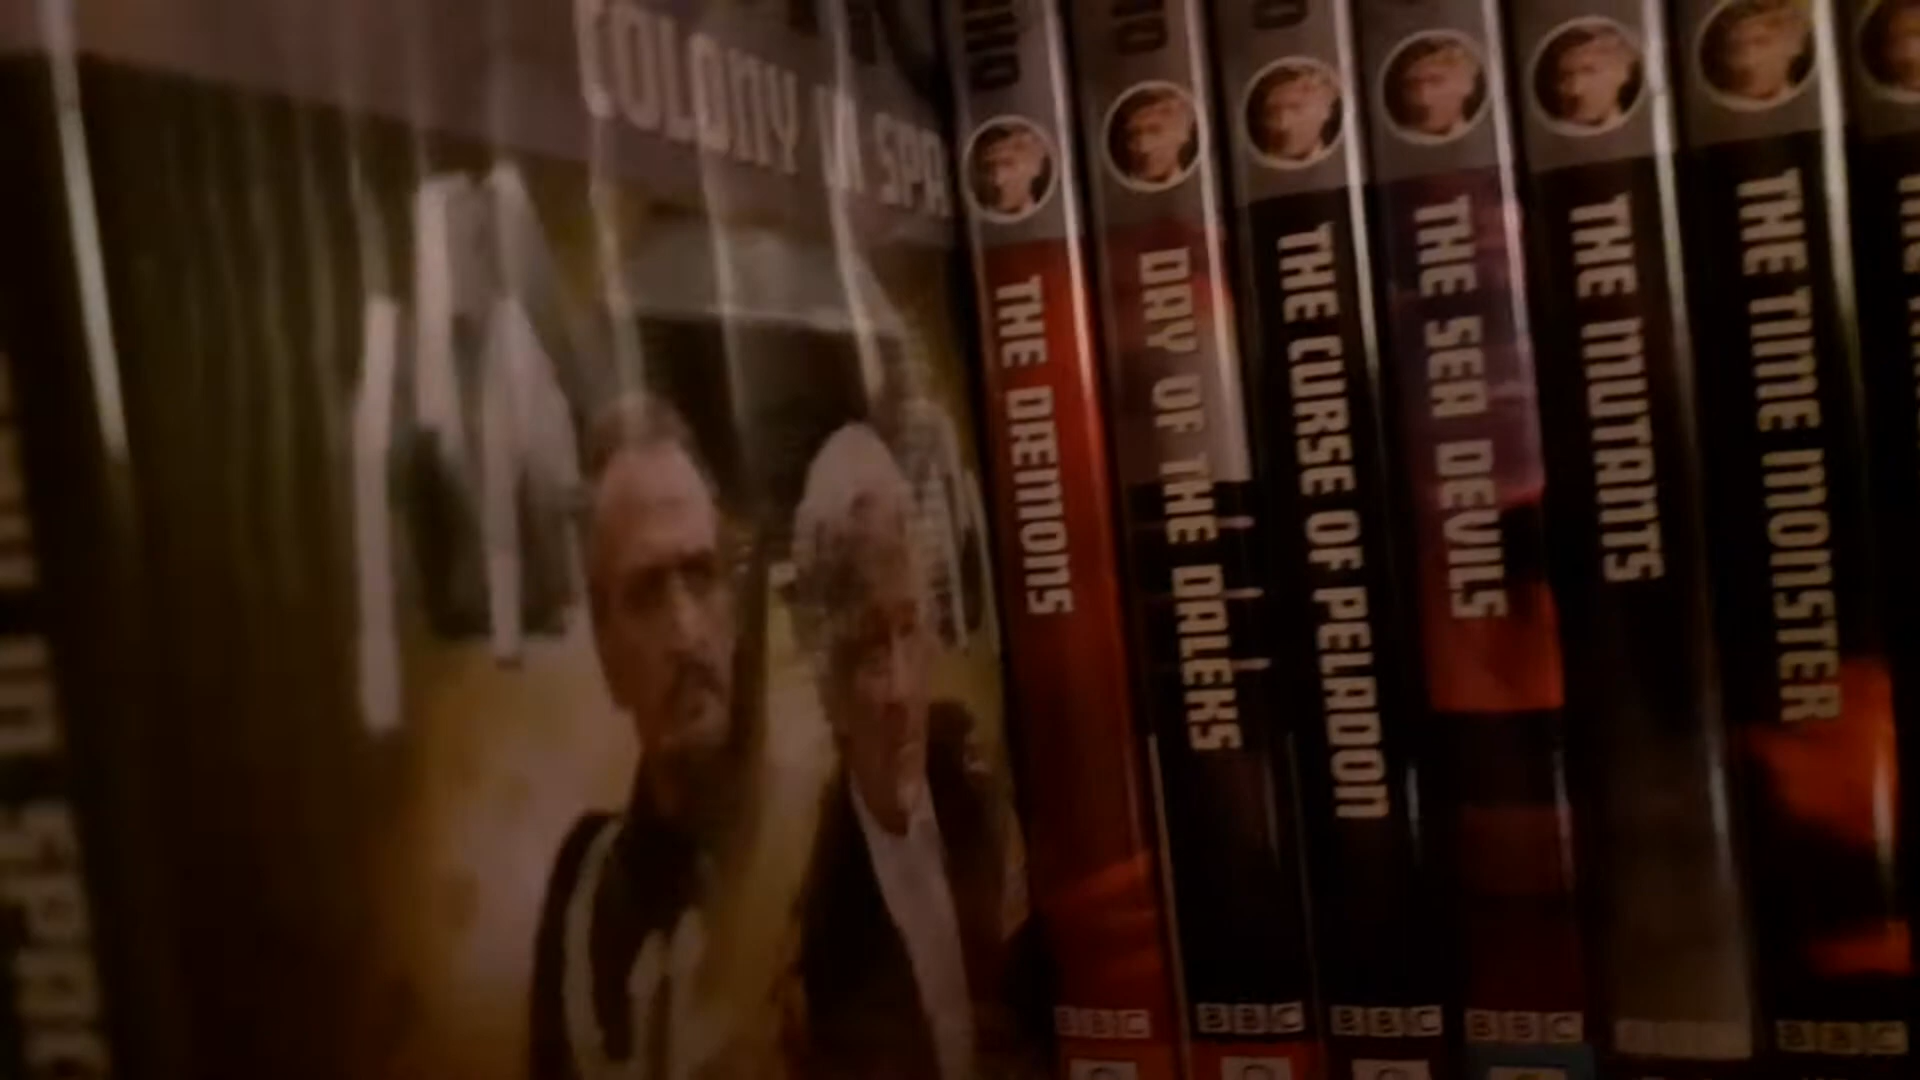 COLONY IN SPA
THE DÆMONS
DAY OF THE DALEKS
THE CURSE OF PELADON
THE SEA DEVILS
THE MUTANTS
THE TIME MONSTER
BBC
BBC
BBC
BBC
BBC